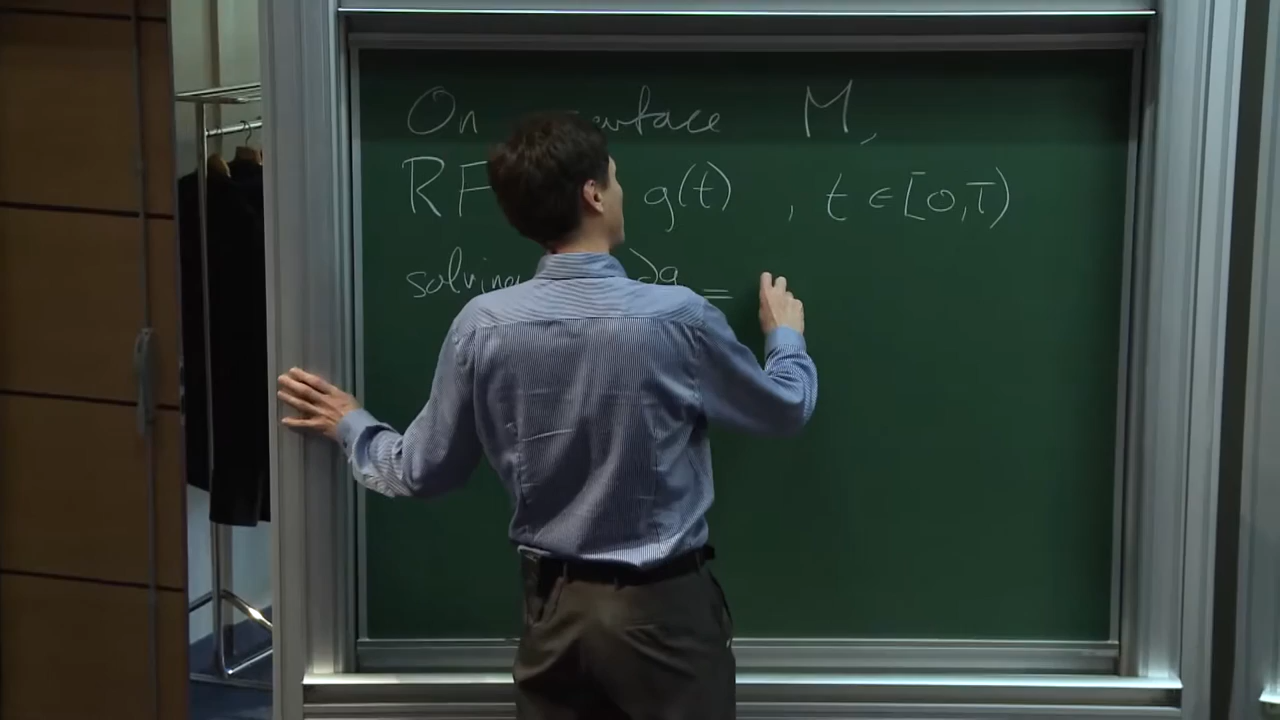 On surface M,
RF g(t) , t ∈ [0,T)
solving ∂g =